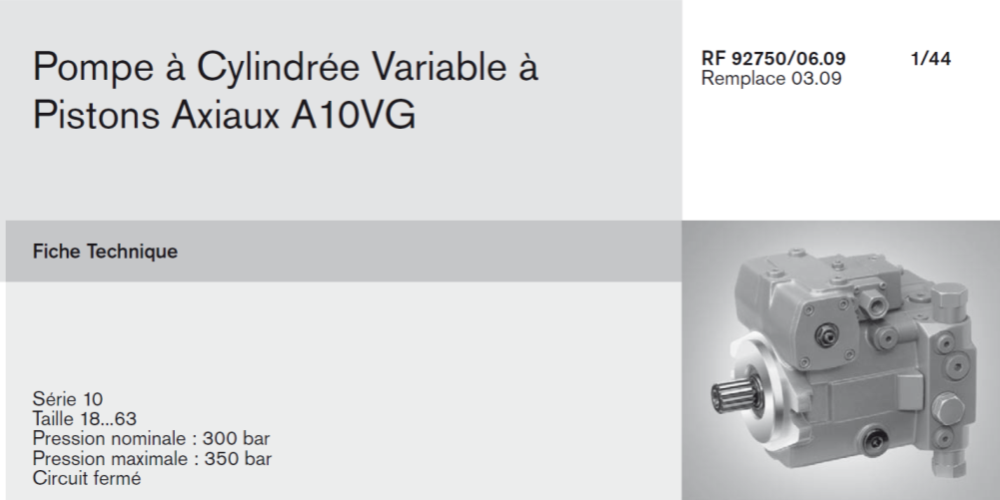 Pompe à Cylindrée Variable à
Pistons Axiaux A10VG
RF 92750/06.09 1/44
Remplace 03.09
Fiche Technique
Série 10
Taille 18...63
Pression nominale : 300 bar
Pression maximale : 350 bar
Circuit fermé